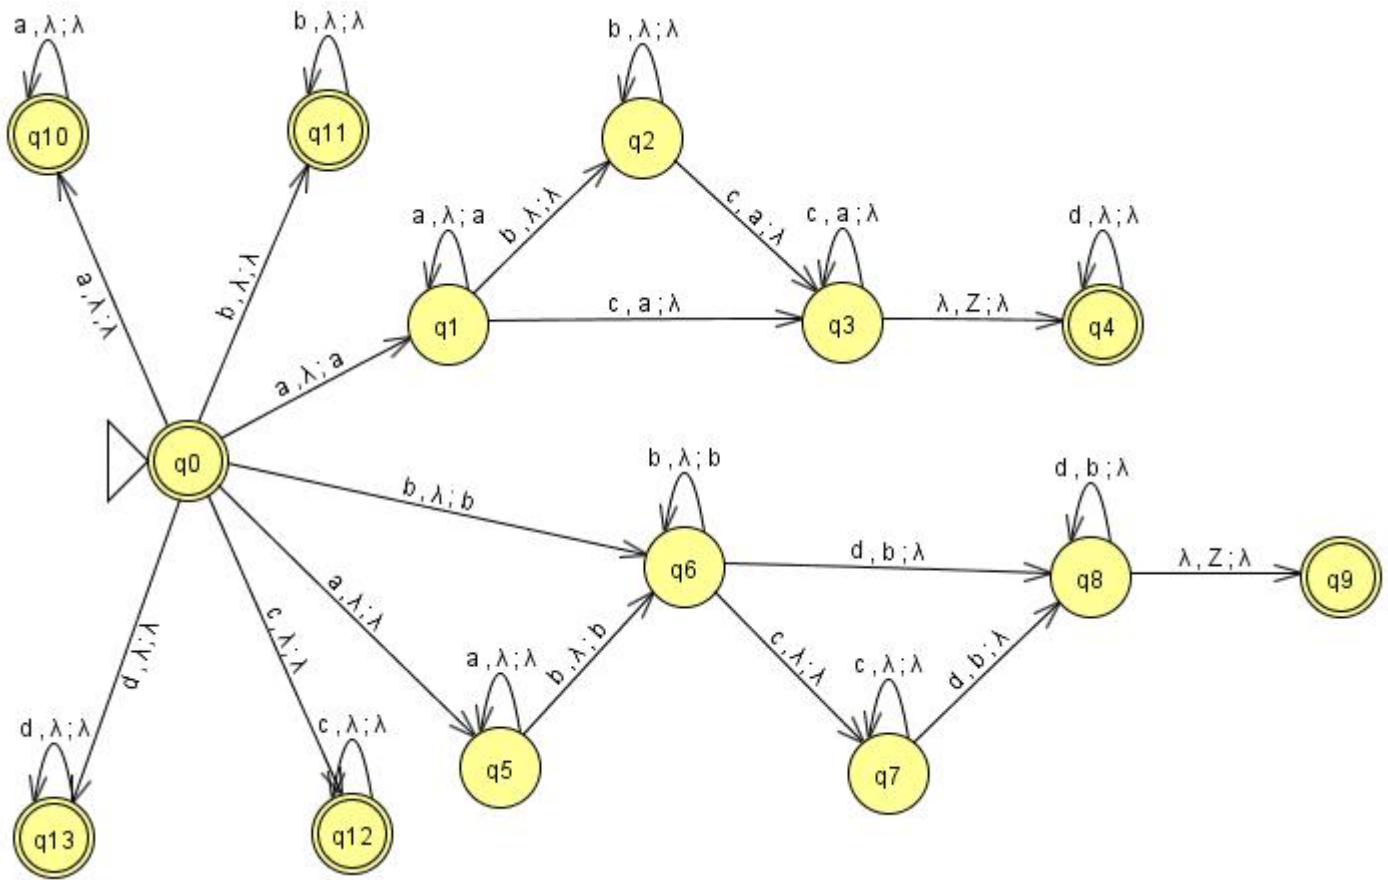 a , λ ; λ
b , λ ; λ
b , λ ; λ
q10
q11
q2
a , λ ; a
b , λ ; λ
c , a ; λ
c , a ; λ
d , λ ; λ
a , λ ; λ
b , λ ; λ
q1
c , a ; λ
q3
λ , Z ; λ
q4
a , λ ; a
q0
b , λ ; b
b , λ ; b
d , b ; λ
q6
d , b ; λ
q8
λ , Z ; λ
q9
d , λ ; λ
c , λ ; λ
a , λ ; λ
a , λ ; λ
b , λ ; b
c , λ ; λ
c , λ ; λ
d , b ; λ
d , λ ; λ
c , λ ; λ
q5
q7
q13
q12